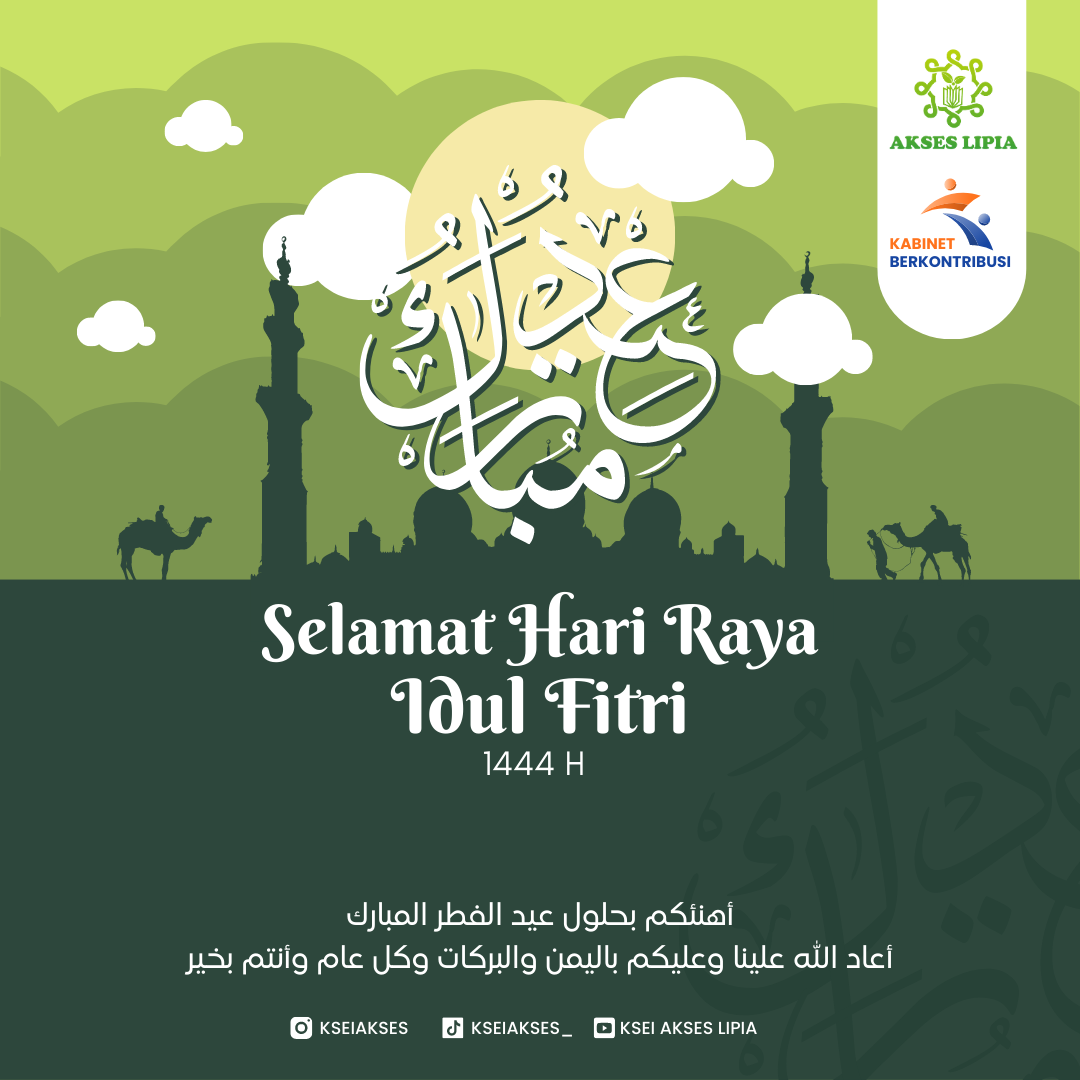 AKSES LIPIA
KABINET
BERKONTRIBUSI
عيد
مبارك
Selamat Hari Raya
Idul Fitri
1444 H
أهنئكم بحلول عيد الفطر المبارك
أعاد الله علينا وعليكم باليمن والبركات وكل عام وأنتم بخير
KSEIAKSES KSEIAKSES_ KSEI AKSES LIPIA